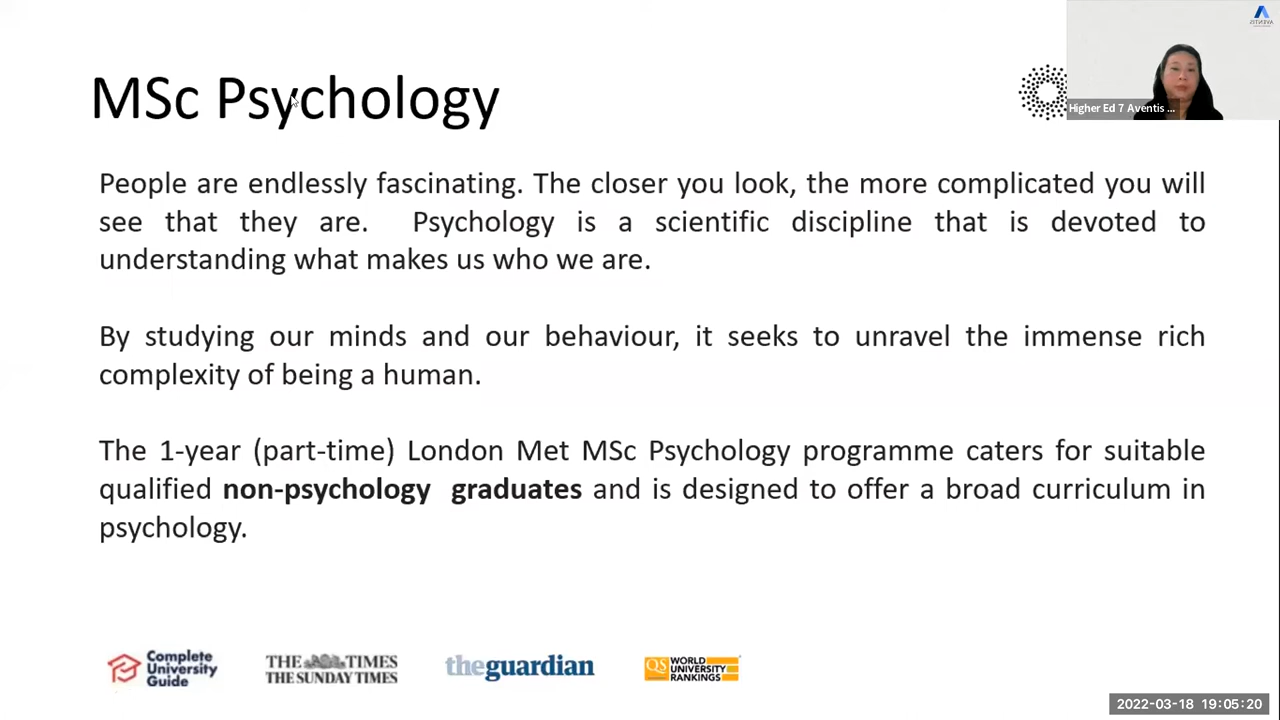 MSc Psychology
Higher Ed 7 Aventis ...
People are endlessly fascinating. The closer you look, the more complicated you will
see that they are. Psychology is a scientific discipline that is devoted to
understanding what makes us who we are.
By studying our minds and our behaviour, it seeks to unravel the immense rich
complexity of being a human.
The 1-year (part-time) London Met MSc Psychology programme caters for suitable
qualified non-psychology graduates and is designed to offer a broad curriculum in
psychology.
Complete
University
Guide
THE TIMES
THE SUNDAY TIMES
theguardian
QS WORLD
UNIVERSITY
RANKINGS
2022-03-18 19:05:20